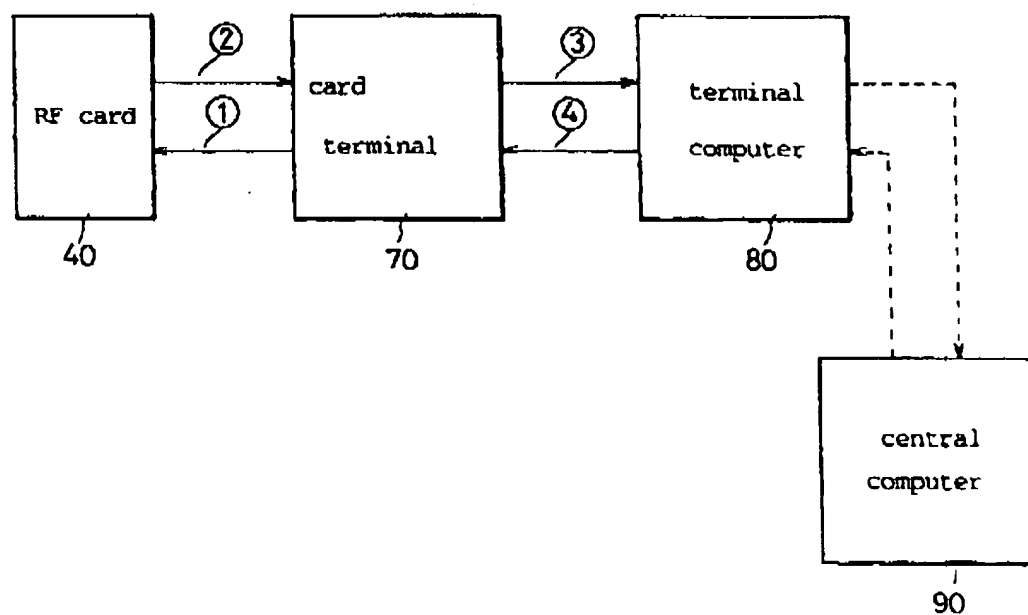 ②
③
RF card
①
card
terminal
④
terminal
computer
40
70
80
central
computer
90